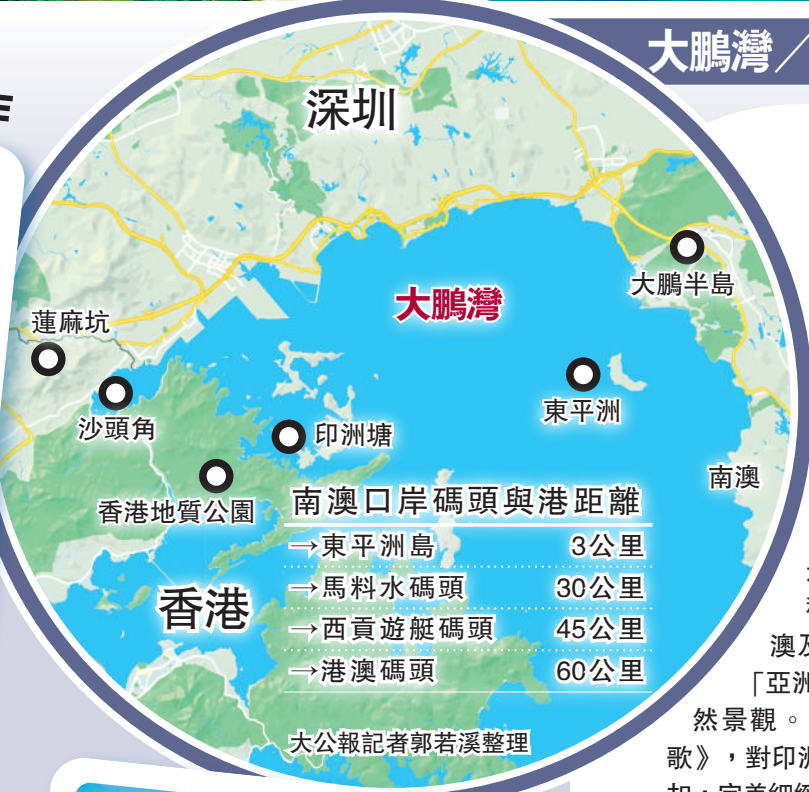 大鵬灣／
深圳
大鵬灣
大鵬半島
蓮麻坑
東平洲
沙頭角
印洲塘
南澳
香港地質公園
南澳口岸碼頭與港距離
→東平洲島 3公里
→馬料水碼頭 30公里
香港
→西貢遊艇碼頭 45公里
→港澳碼頭 60公里
大公報記者郭若溪整理
澳及
「亞洲
然景觀。
歌》，對印洲